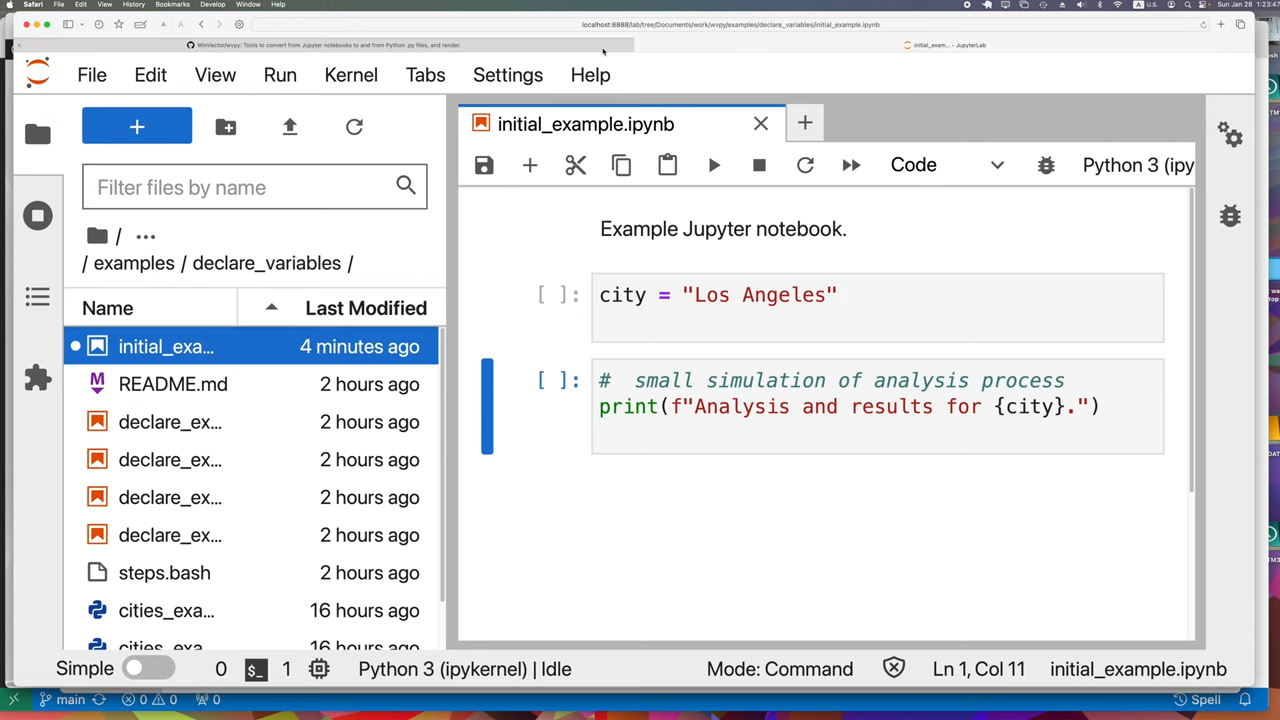 Safari File Edit View History Bookmarks Develop Window Help A U.S. Sun Jan 28 1:23:47
localhost:8888/lab/tree/Documents/work/wvpy/examples/declare_variables/initial_example.ipynb
WinVector/wvpy: Tools to convert from Jupyter notebooks to and from Python .py files, and render.
initial_exam... - JupyterLab
File Edit View Run Kernel Tabs Settings Help
initial_example.ipynb
Code
Python 3 (ipy
Filter files by name
/ ...
/ examples / declare_variables /
Name Last Modified
initial_exa... 4 minutes ago
README.md 2 hours ago
declare_ex... 2 hours ago
declare_ex... 2 hours ago
declare_ex... 2 hours ago
declare_ex... 2 hours ago
steps.bash 2 hours ago
cities_exa... 16 hours ago
cities_exa... 16 hours ago
Example Jupyter notebook.
[ ]: city = "Los Angeles"
[ ]: # small simulation of analysis process
print(f"Analysis and results for {city}.")
Simple 0 $_ 1 Python 3 (ipykernel) | Idle Mode: Command Ln 1, Col 11 initial_example.ipynb
main 0 0 0 Spell